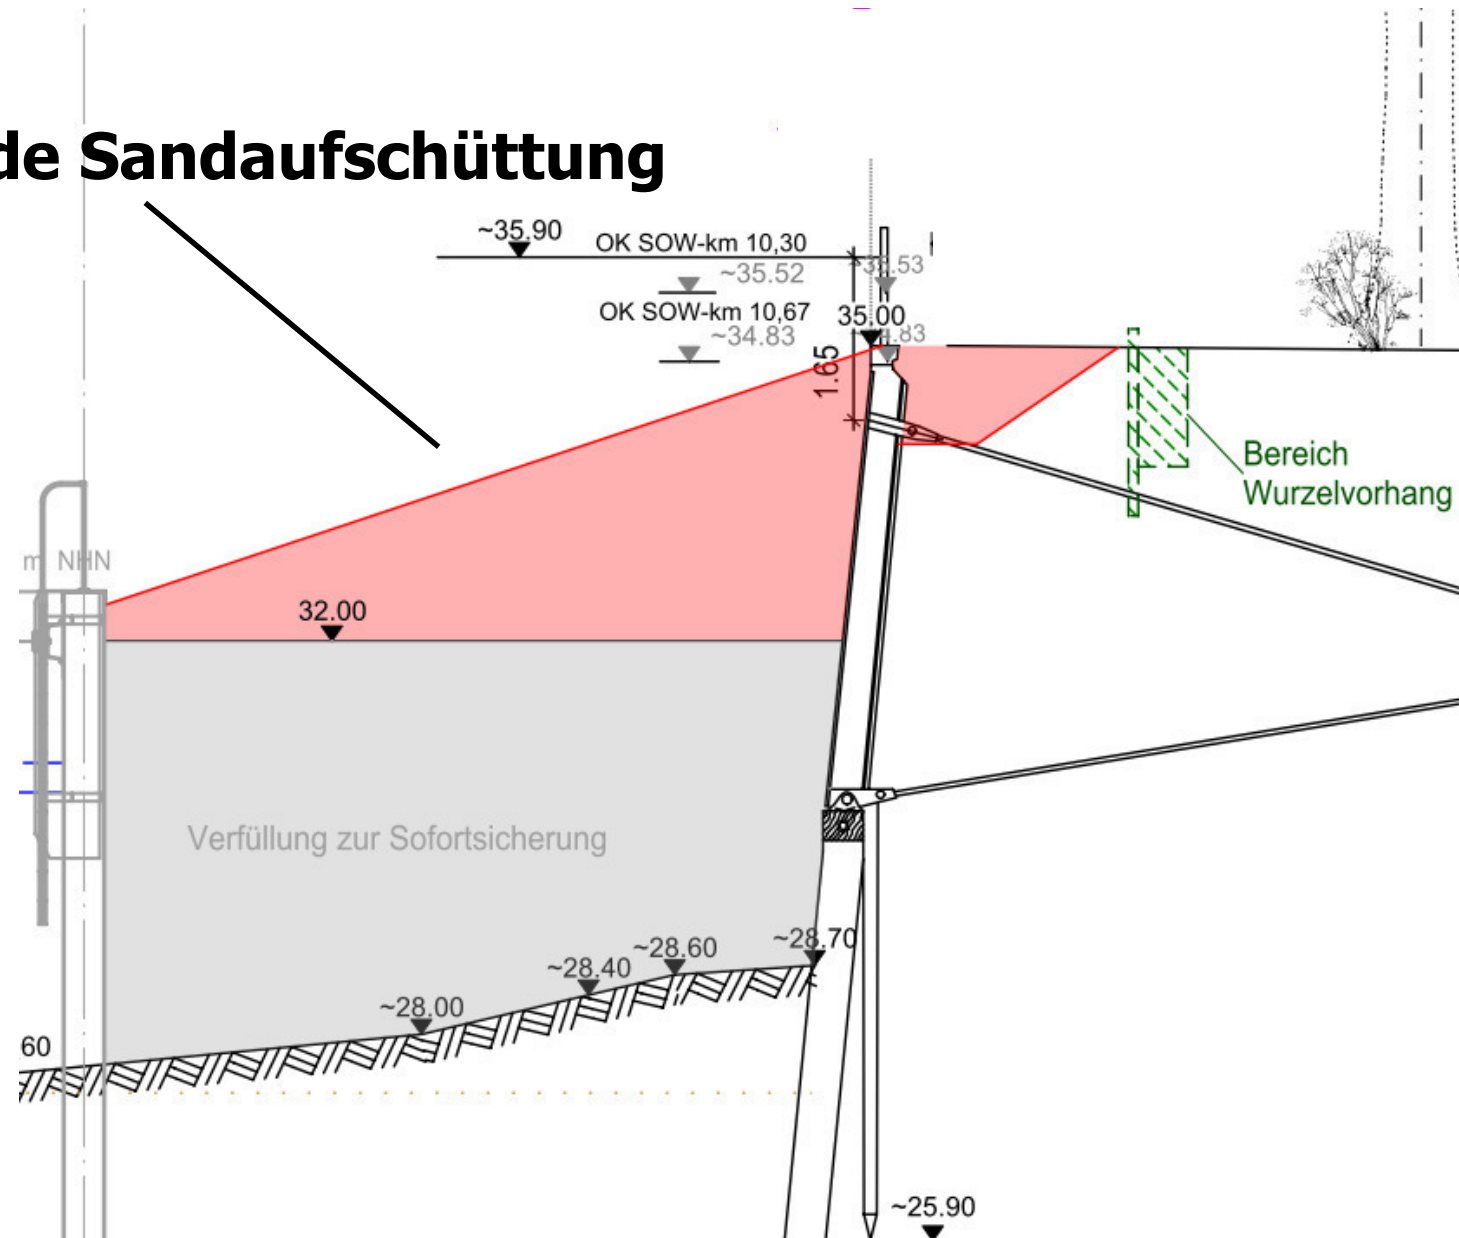 de Sandaufschüttung
~35.90
OK SOW-km 10,30
~35.52
OK SOW-km 10,67
35.00
~34.83
1.65
Bereich
Wurzelvorhang
m NHN
32.00
Verfüllung zur Sofortsicherung
~28.70
~28.60
~28.40
~28.00
60
~25.90